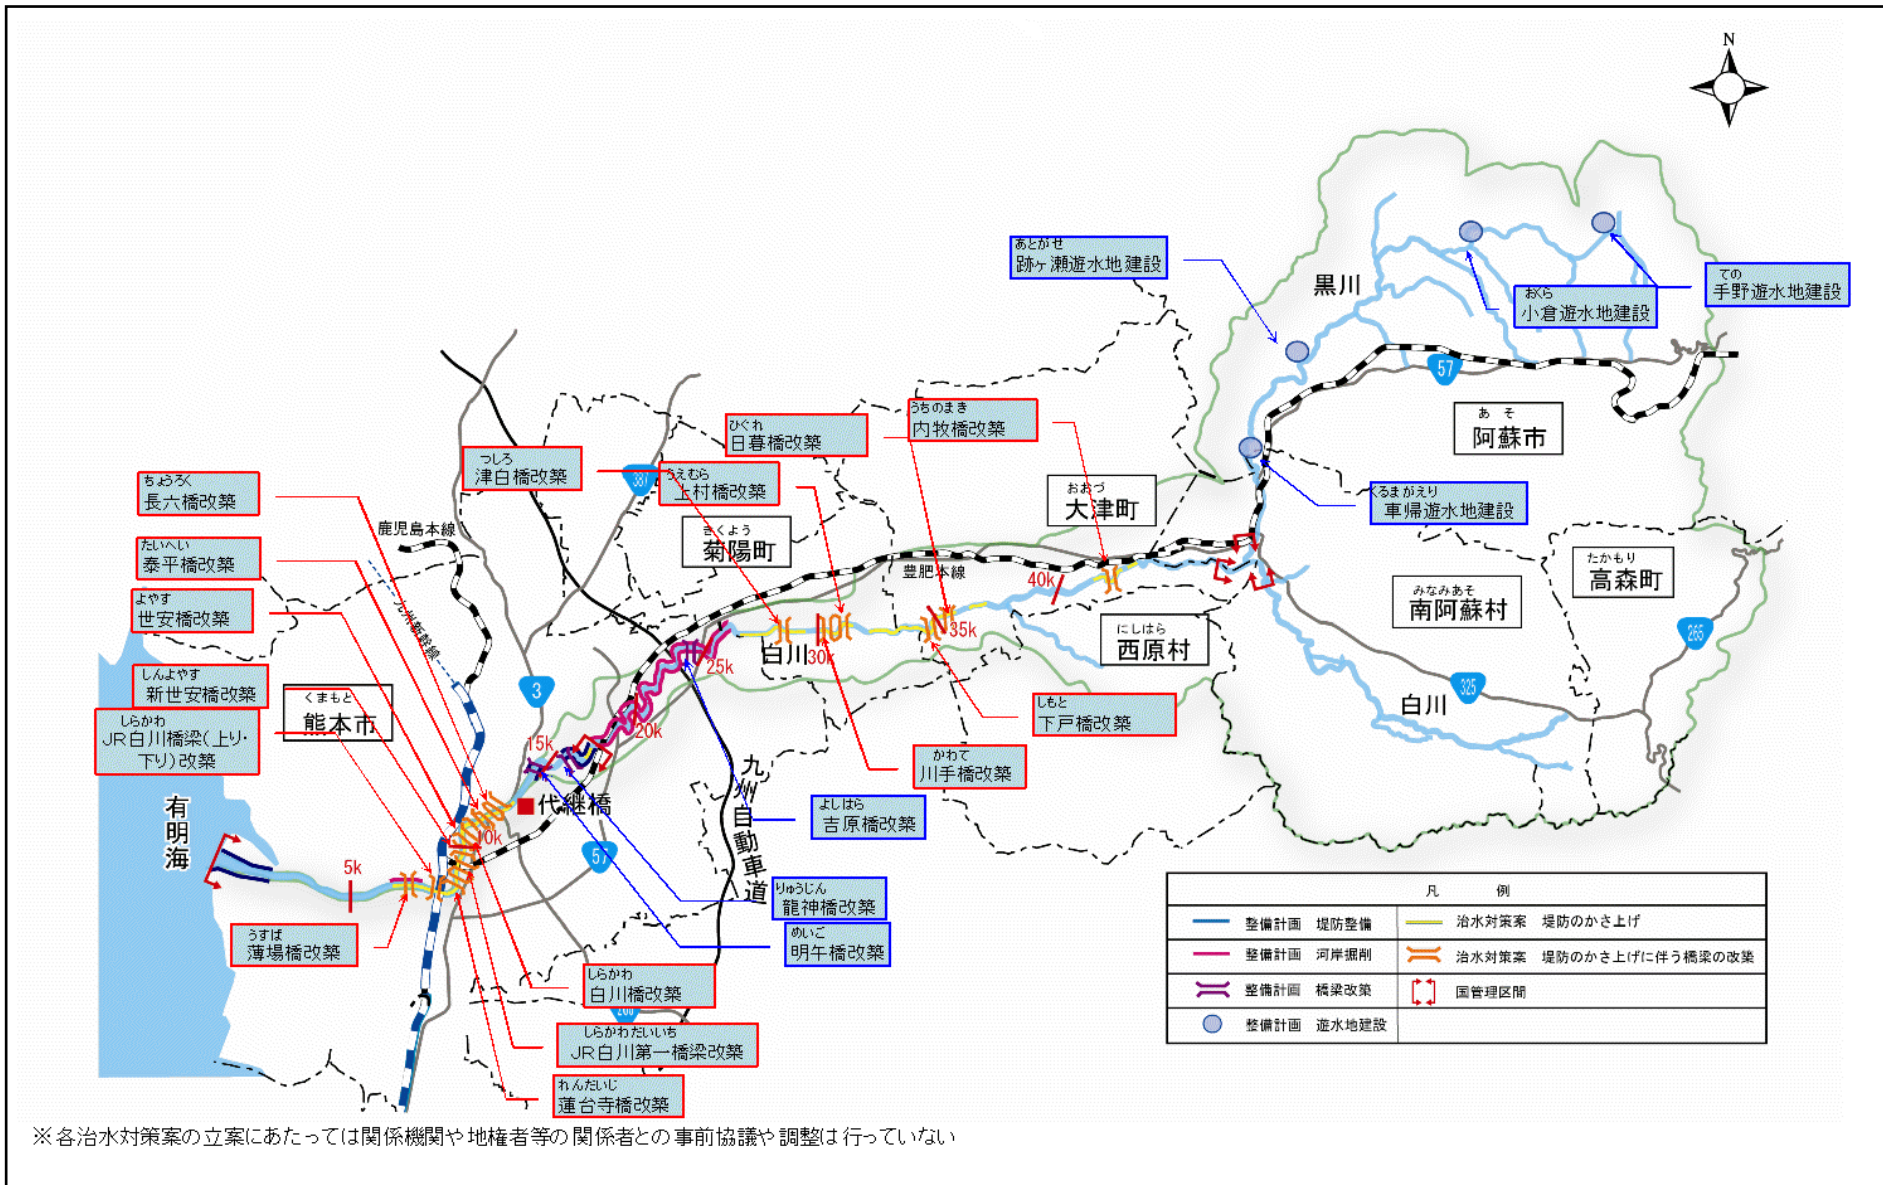 N
あとがせ
跡ヶ瀬遊水地建設
黒川
ての
手野遊水地建設
おくら
小倉遊水地建設
57
あ そ
阿蘇市
うちのまき
内牧橋改築
ひぐれ
日暮橋改築
つしろ
津白橋改築
387
うえむら
上村橋改築
ちょうろく
長六橋改築
おおづ
大津町
くるまがえり
車帰遊水地建設
鹿児島本線
きくよう
菊陽町
たいへい
泰平橋改築
豊肥本線
40k
たかもり
高森町
みなみあそ
南阿蘇村
よやす
世安橋改築
九州新幹線
にしはら
西原村
265
35k
白川
30k
25k
しんよやす
新世安橋改築
くまもと
熊本市
3
325
白川
しもと
下戸橋改築
しらかわ
JR白川橋梁(上り・
下り)改築
20k
15k
かわて
川手橋改築
九州自動車道
有明海
代継橋
よしはら
吉原橋改築
10k
5k
57
りゅうじん
龍神橋改築
めいご
明午橋改築
うすば
薄場橋改築
しらかわ
白川橋改築
しらかわだいいち
JR白川第一橋梁改築
れんだいじ
蓮台寺橋改築
凡 例
整備計画 堤防整備
治水対策案 堤防のかさ上げ
整備計画 河岸掘削
治水対策案 堤防のかさ上げに伴う橋梁の改築
整備計画 橋梁改築
国管理区間
整備計画 遊水地建設
※各治水対策案の立案にあたっては関係機関や地権者等の関係者との事前協議や調整は行っていない